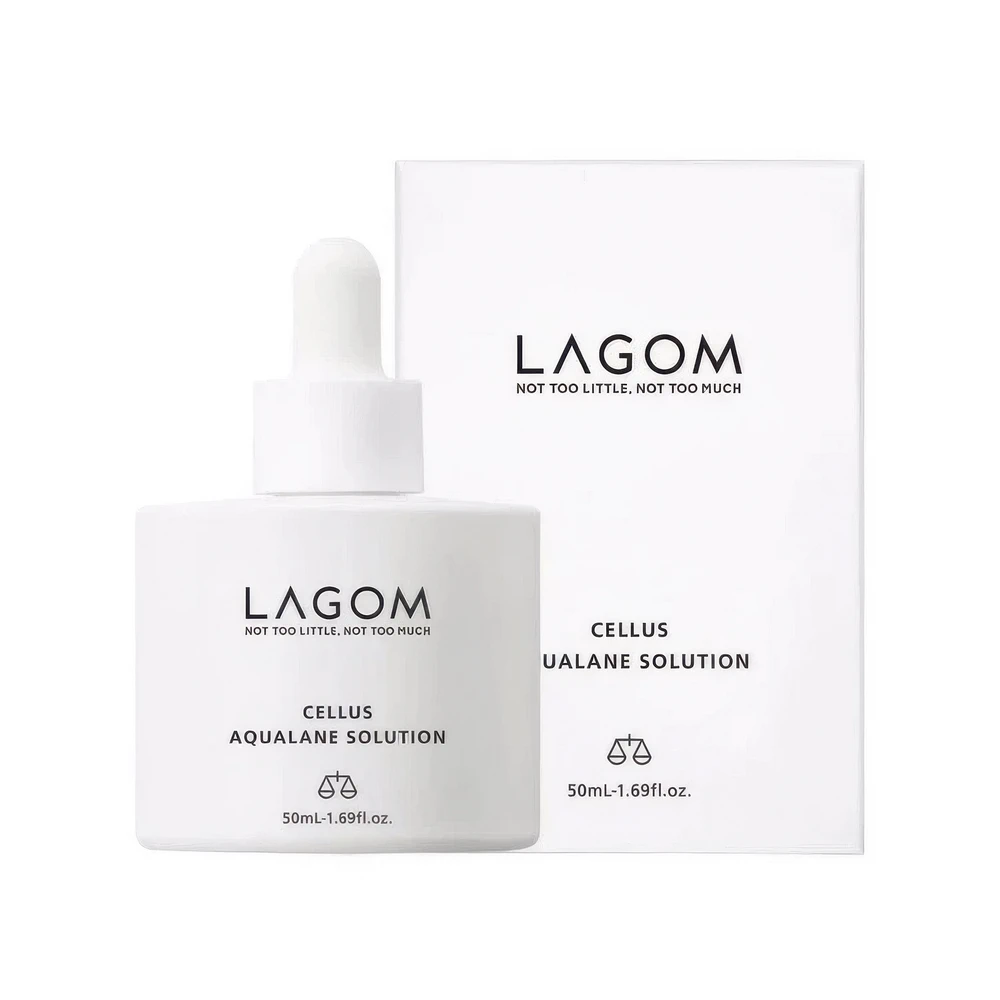 LAGOM
NOT TOO LITTLE, NOT TOO MUCH
CELLUS
UALANE SOLUTION
50mL-1.69fl.oz.
LAGOM
NOT TOO LITTLE, NOT TOO MUCH
CELLUS
AQUALANE SOLUTION
50mL-1.69fl.oz.